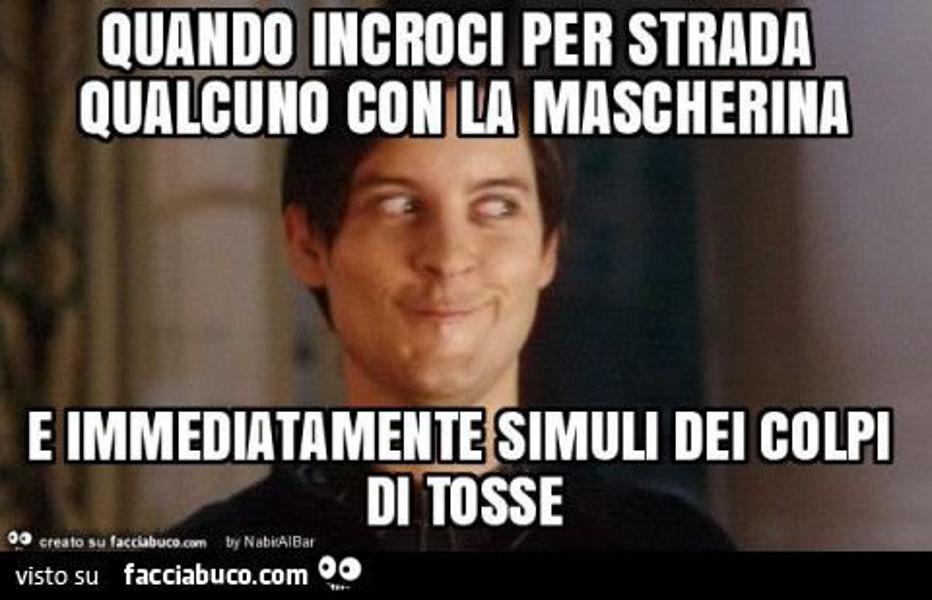 QUANDO INCROCI PER STRADA
QUALCUNO CON LA MASCHERINA
E IMMEDIATAMENTE SIMULI DEI COLPI
DI TOSSE
creato su facciabuco.com by NabirAlBar
visto su facciabuco.com